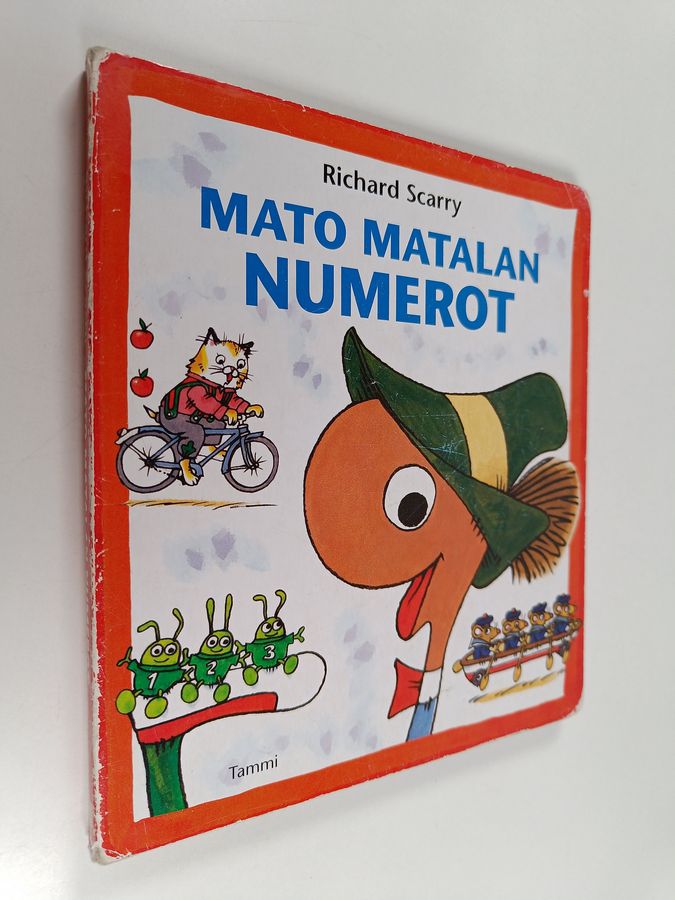 Richard Scarry
MATO MATALAN
NUMEROT
1 2 3
Tammi